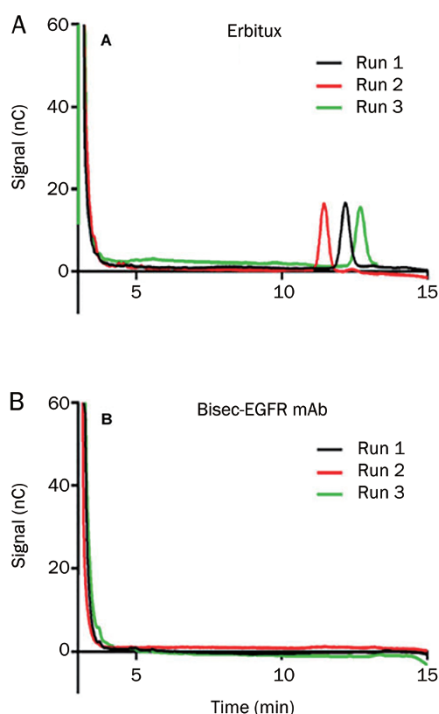 A
A
Erbitux
Run 1
Run 2
Run 3
Signal (nC)
60
40
20
0
5
10
15
B
B
Bisec-EGFR mAb
Run 1
Run 2
Run 3
Signal (nC)
60
40
20
0
5
10
15
Time (min)